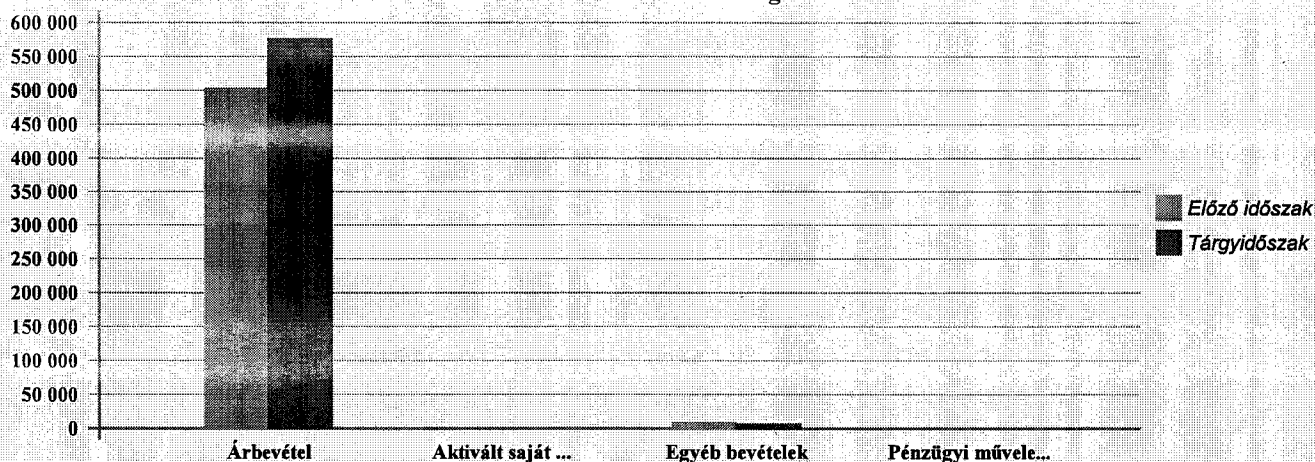 600 000
550 000
500 000
450 000
400 000
350 000
300 000
250 000
200 000
150 000
100 000
50 000
0
Árbevétel
Aktivált saját ...
Egyéb bevételek
Pénzügyi művele...
Előző időszak
Tárgyidőszak